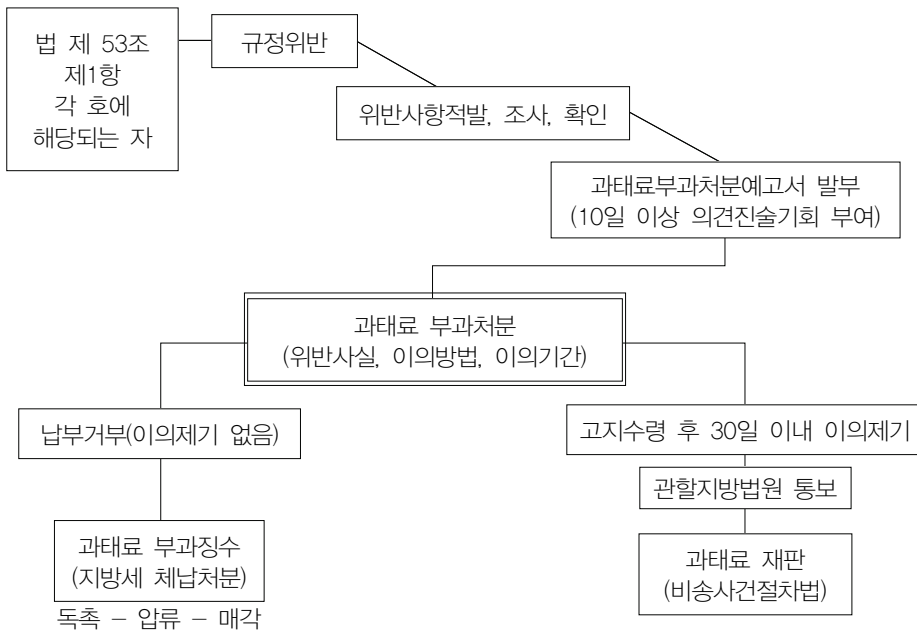 법 제 53조
제1항
각 호에
해당되는 자
규정위반
위반사항적발, 조사, 확인
과태료부과처분예고서 발부
(10일 이상 의견진술기회 부여)
과태료 부과처분
(위반사실, 이의방법, 이의기간)
납부거부(이의제기 없음)
고지수령 후 30일 이내 이의제기
관할지방법원 통보
과태료 부과징수
(지방세 체납처분)
독촉 – 압류 – 매각
과태료 재판
(비송사건절차법)